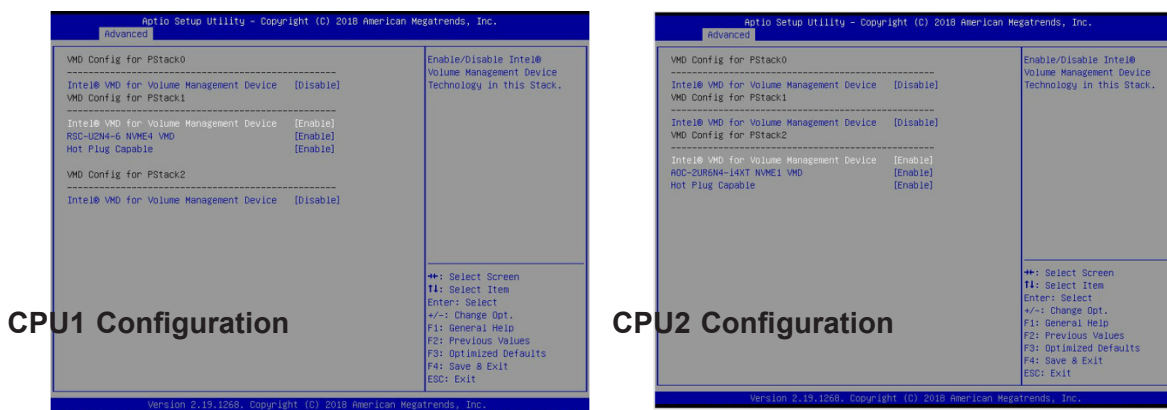 Aptio Setup Utility – Copyright (C) 2018 American Megatrends, Inc.
Advanced
VMD Config for PStack0
------------------------------------------------
Intel® VMD for Volume Management Device [Disable]
VMD Config for PStack1
------------------------------------------------
Intel® VMD for Volume Management Device [Enable]
RSC-U2N4-6 NVME4 VMD [Enable]
Hot Plug Capable [Enable]
VMD Config for PStack2
------------------------------------------------
Intel® VMD for Volume Management Device [Disable]
Enable/Disable Intel®
Volume Management Device
Technology in this Stack.
→←: Select Screen
↑↓: Select Item
Enter: Select
+/-: Change Opt.
F1: General Help
F2: Previous Values
F3: Optimized Defaults
F4: Save & Exit
ESC: Exit
Version 2.19.1268. Copyright (C) 2018 American Megatrends, Inc.
CPU1 Configuration
Aptio Setup Utility – Copyright (C) 2018 American Megatrends, Inc.
Advanced
VMD Config for PStack0
------------------------------------------------
Intel® VMD for Volume Management Device [Disable]
VMD Config for PStack1
------------------------------------------------
Intel® VMD for Volume Management Device [Disable]
VMD Config for PStack2
------------------------------------------------
Intel® VMD for Volume Management Device [Enable]
AOC-2UR6N4-i4XT NVME1 VMD [Enable]
Hot Plug Capable [Enable]
Enable/Disable Intel®
Volume Management Device
Technology in this Stack.
→←: Select Screen
↑↓: Select Item
Enter: Select
+/-: Change Opt.
F1: General Help
F2: Previous Values
F3: Optimized Defaults
F4: Save & Exit
ESC: Exit
Version 2.19.1268. Copyright (C) 2018 American Megatrends, Inc.
CPU2 Configuration